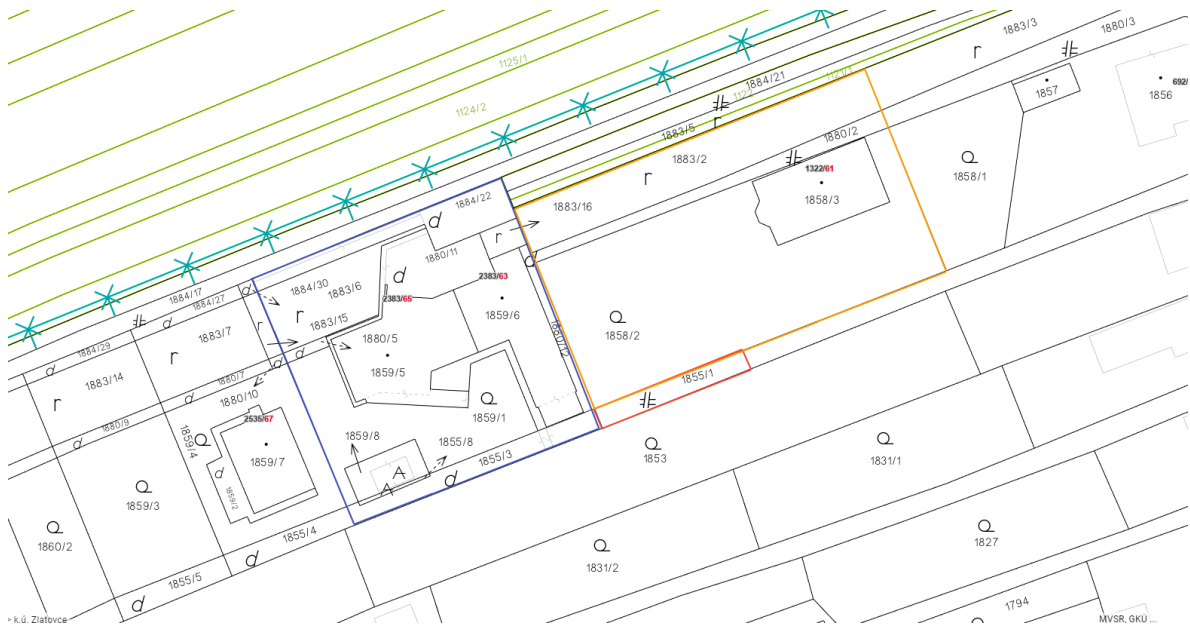 1883/3
1880/3
1125/1
1124/2
1884/21
1121/1
1122
r
1857
692/
1856
1883/5
r
1880/2
1883/2
r
1322/61
1858/3
1858/1
1884/22
d
1883/16
r
d
1880/11
1884/30
1883/6
d
2383/63
2383/65
1859/6
1884/17
1884/27
d
d
1883/7
r
r
r
1883/15
1880/5
1859/5
1880/12
1858/2
1884/29
d
1883/14
r
1880/7
d
d
d
1880/10
1880/9
d
2535/67
1859/4
1859/7
d
1859/2
1859/3
1859/1
1859/8
1855/8
A
A
1855/3
d
1855/1
1853
1831/1
1860/2
1855/4
d
1855/5
d
1831/2
1827
1794
> k.ú. Zlatovce
MVSR, GKÚ ...